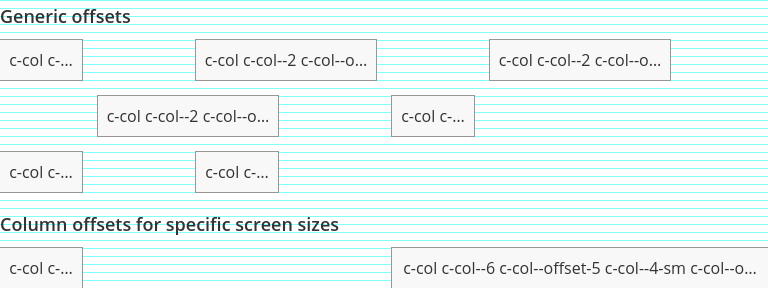 Generic offsets
c-col c-... c-col c-col--2 c-col--o... c-col c-col--2 c-col--o...
c-col c-col--2 c-col--o... c-col c-...
c-col c-... c-col c-...
Column offsets for specific screen sizes
c-col c-... c-col c-col--6 c-col--offset-5 c-col--4-sm c-col--o...